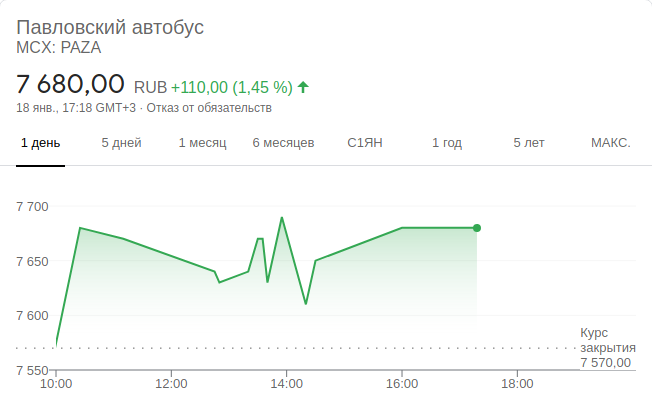 Павловский автобус
MCX: PAZA
7 680,00 RUB +110,00 (1,45 %)
18 янв., 17:18 GMT+3 · Отказ от обязательств
1 день 5 дней 1 месяц 6 месяцев С1ЯН 1 год 5 лет МАКС.
7 700
7 650
7 600
Курс
закрытия
7 570,00
7 550
10:00 12:00 14:00 16:00 18:00